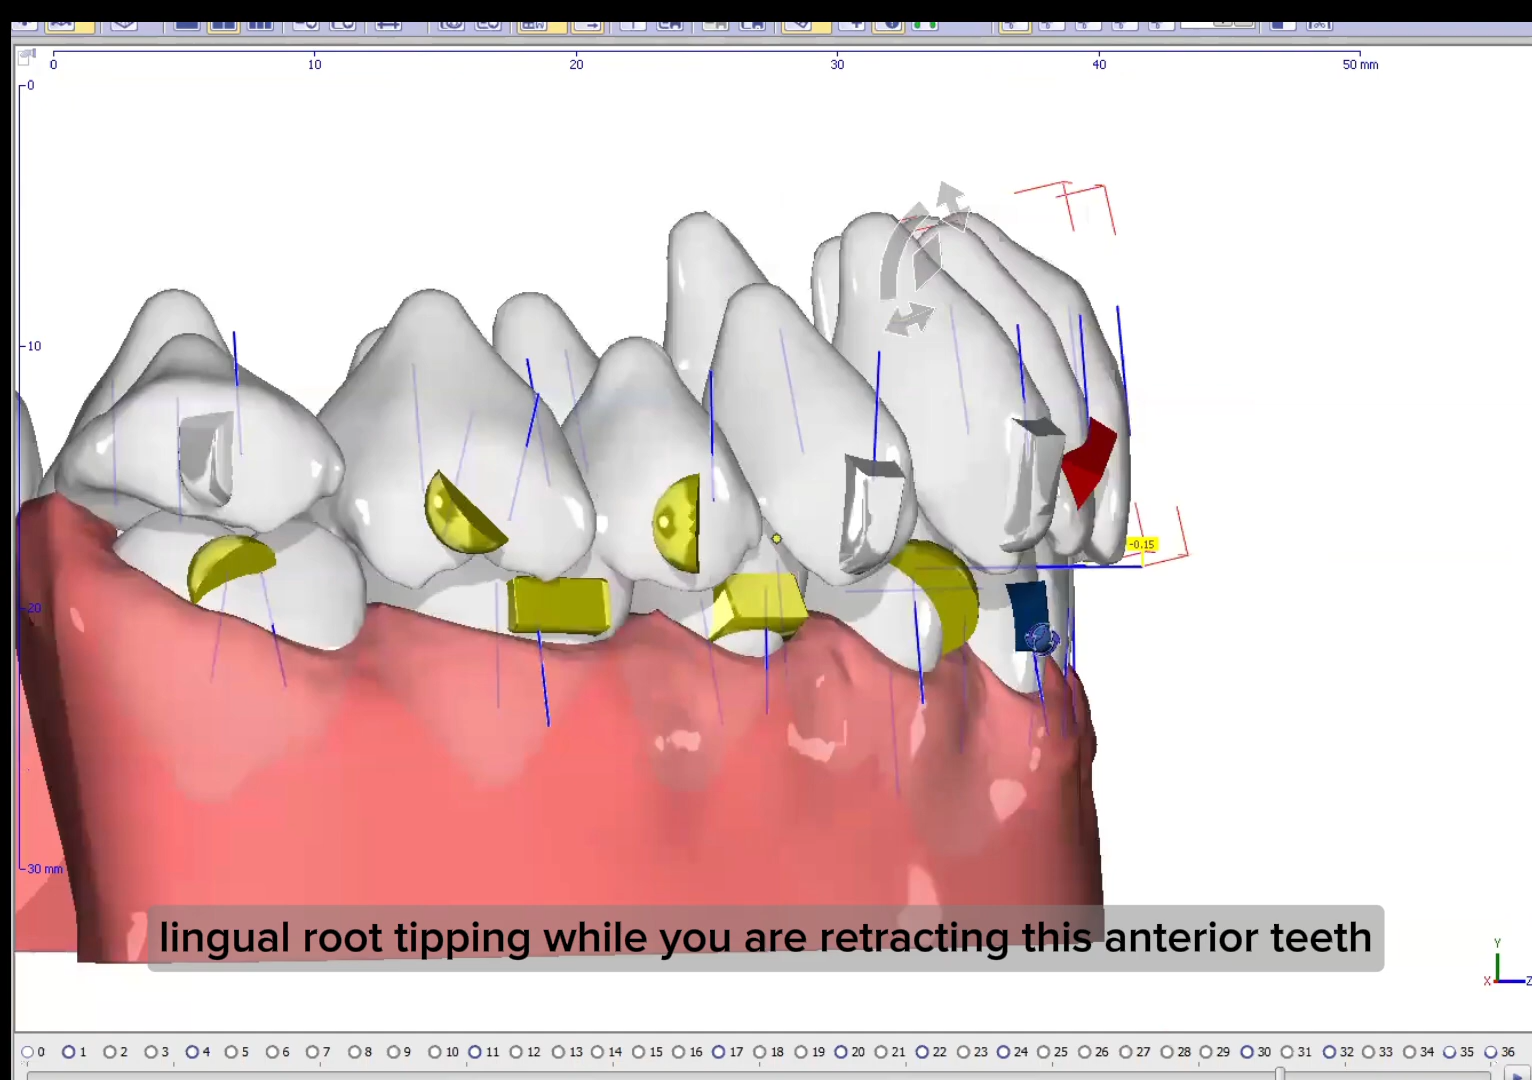 0 10 20 30 40 50 mm
0
10
20
30 mm
-0.15
lingual root tipping while you are retracting this anterior teeth
Y
X Z
0 1 2 3 4 5 6 7 8 9 10 11 12 13 14 15 16 17 18 19 20 21 22 23 24 25 26 27 28 29 30 31 32 33 34 35 36